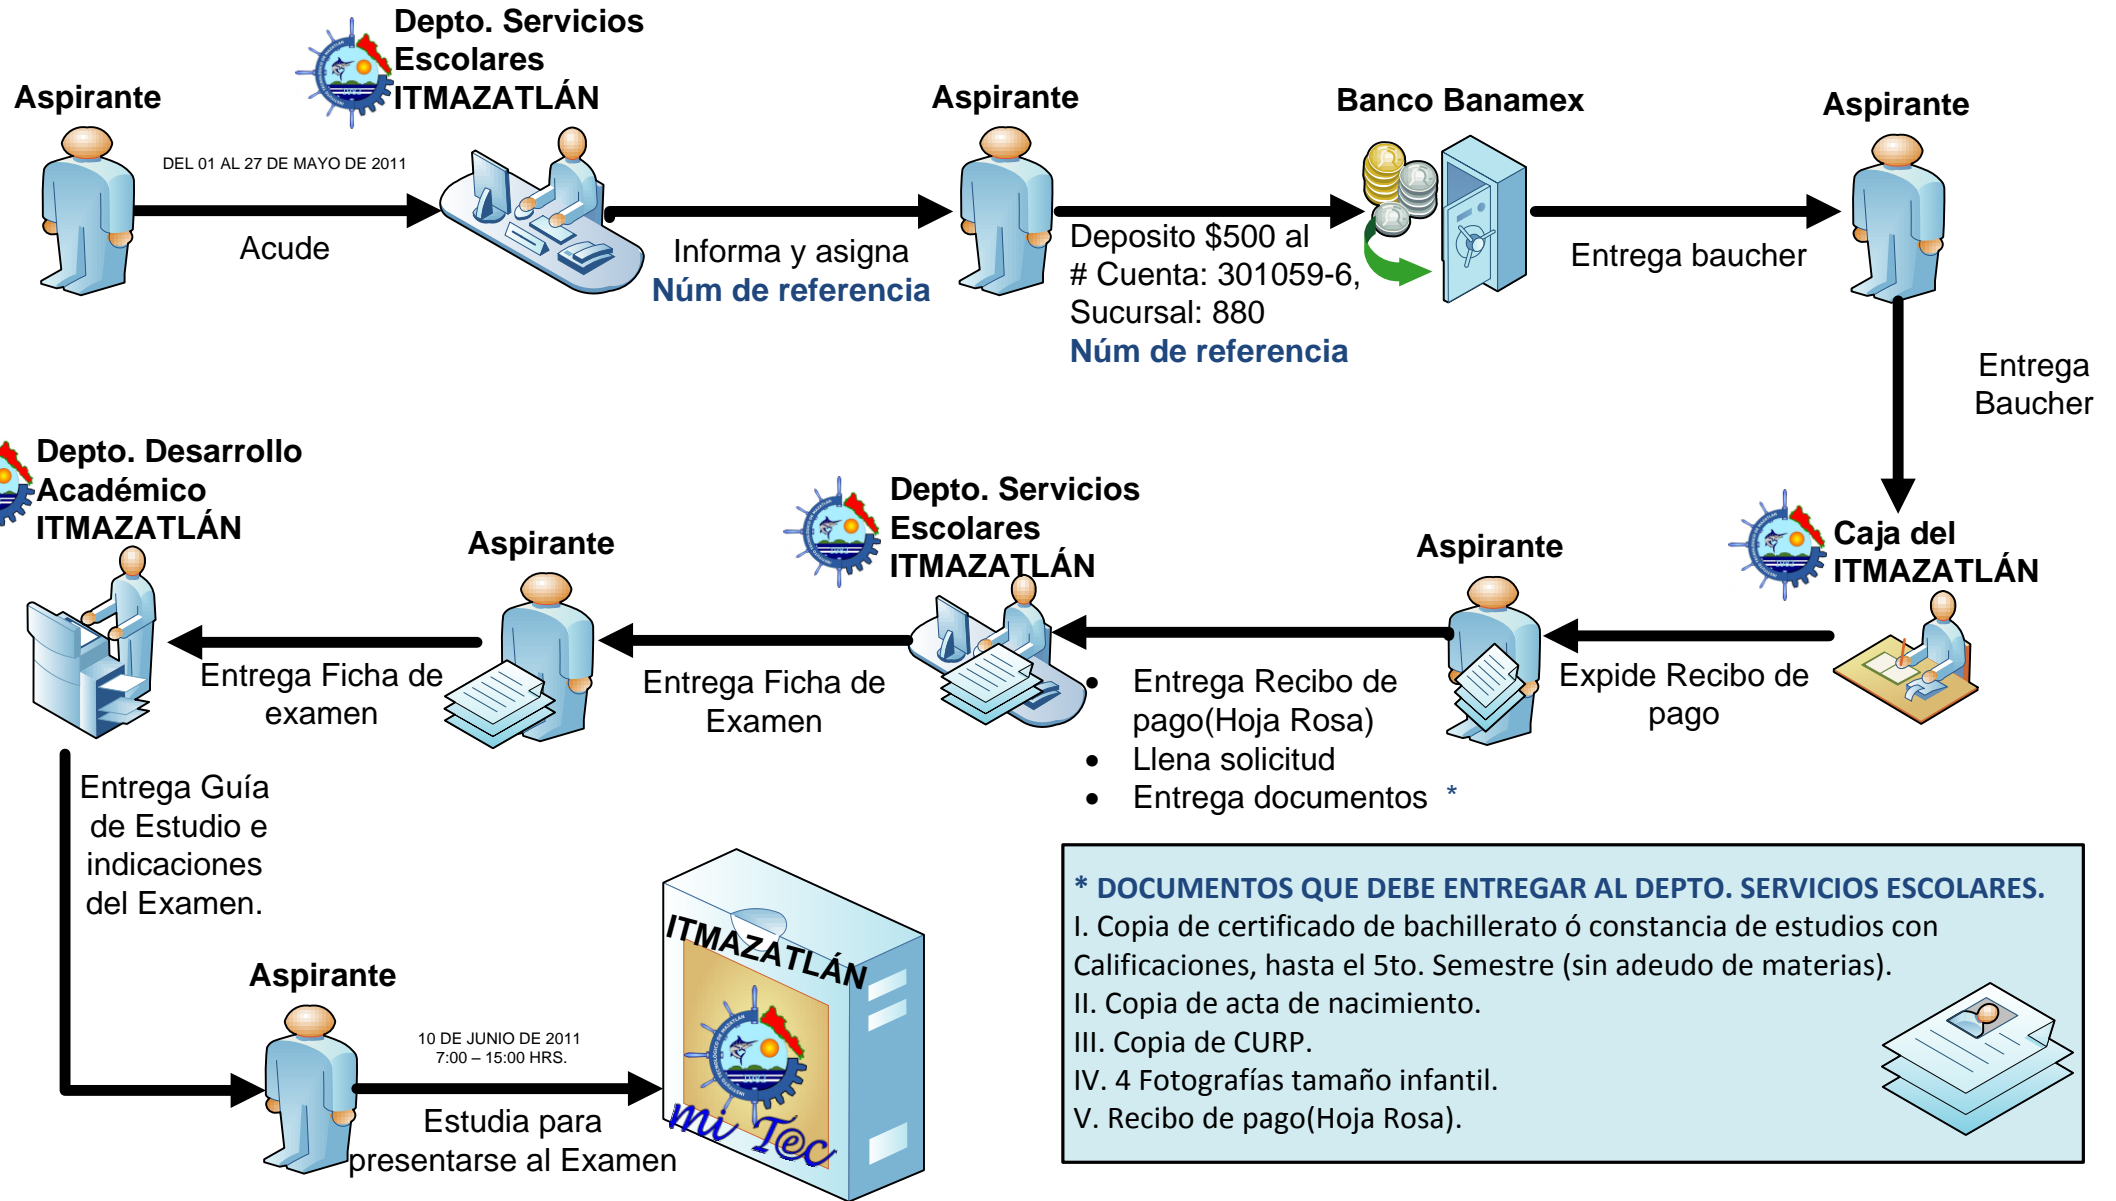 Aspirante
DEL 01 AL 27 DE MAYO DE 2011
Acude
Depto. Servicios
Escolares
ITMAZATLÁN
Informa y asigna
Núm de referencia
Aspirante
Deposito $500 al
# Cuenta: 301059-6,
Sucursal: 880
Núm de referencia
Banco Banamex
Entrega baucher
Aspirante
Entrega
Baucher
Caja del
ITMAZATLÁN
Expide Recibo de
pago
Aspirante
• Entrega Recibo de
pago(Hoja Rosa)
• Llena solicitud
• Entrega documentos *
Depto. Servicios
Escolares
ITMAZATLÁN
Entrega Ficha de
Examen
Aspirante
Entrega Ficha de
examen
Depto. Desarrollo
Académico
ITMAZATLÁN
Entrega Guía
de Estudio e
indicaciones
del Examen.
Aspirante
10 DE JUNIO DE 2011
7:00 – 15:00 HRS.
Estudia para
presentarse al Examen
ITMAZATLÁN
mi T@c
* DOCUMENTOS QUE DEBE ENTREGAR AL DEPTO. SERVICIOS ESCOLARES.
I. Copia de certificado de bachillerato ó constancia de estudios con
Calificaciones, hasta el 5to. Semestre (sin adeudo de materias).
II. Copia de acta de nacimiento.
III. Copia de CURP.
IV. 4 Fotografías tamaño infantil.
V. Recibo de pago(Hoja Rosa).